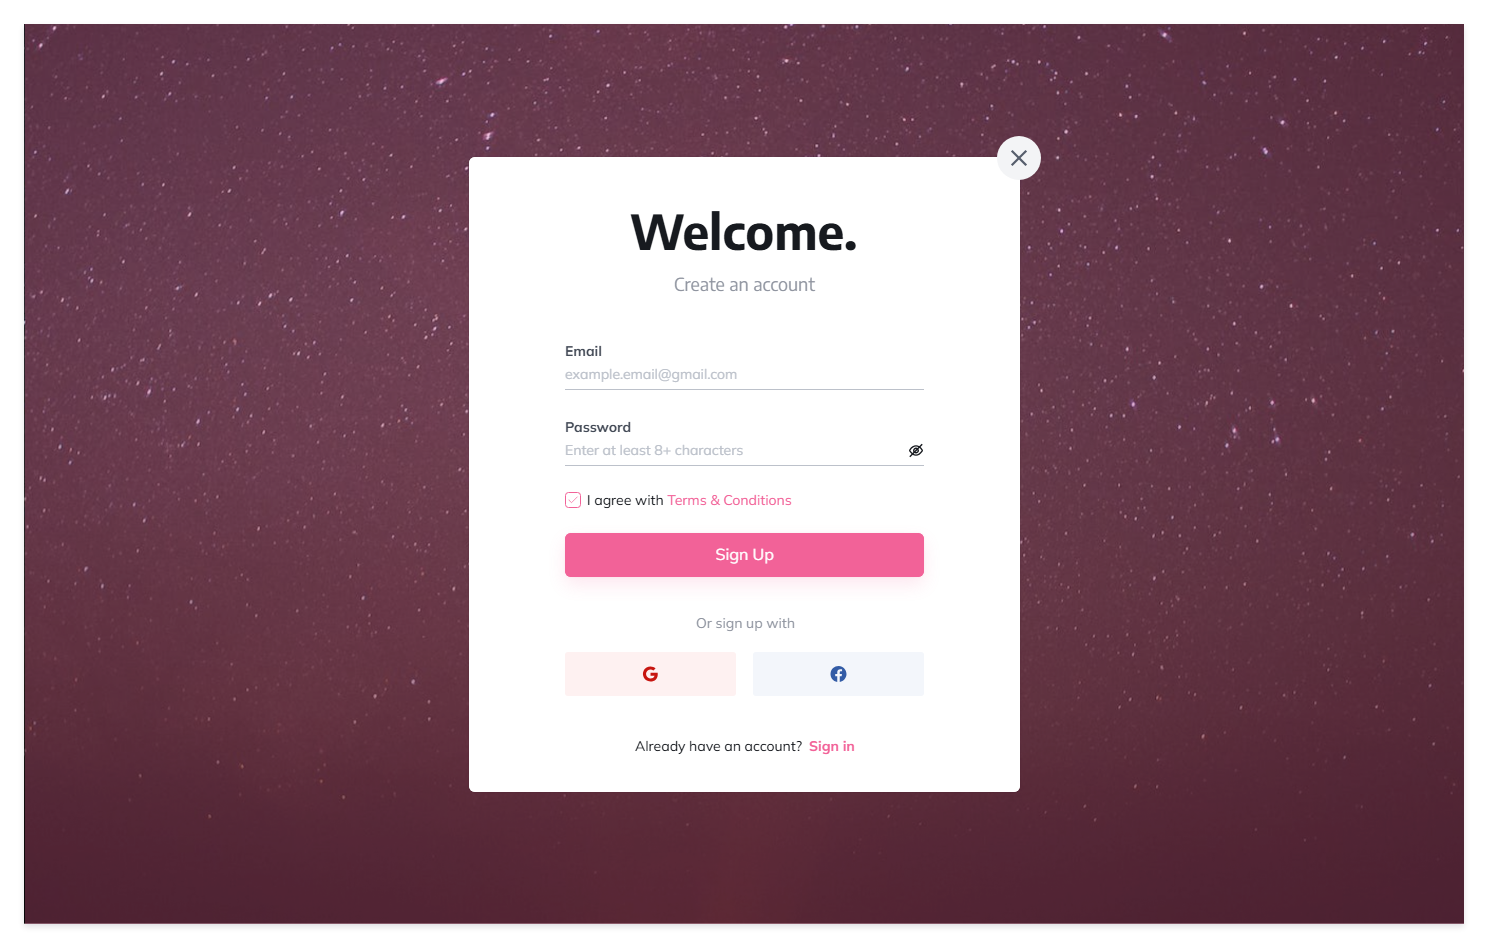 Welcome.
Create an account
Email
example.email@gmail.com
Password
Enter at least 8+ characters
I agree with Terms & Conditions
Sign Up
Or sign up with
Already have an account? Sign in